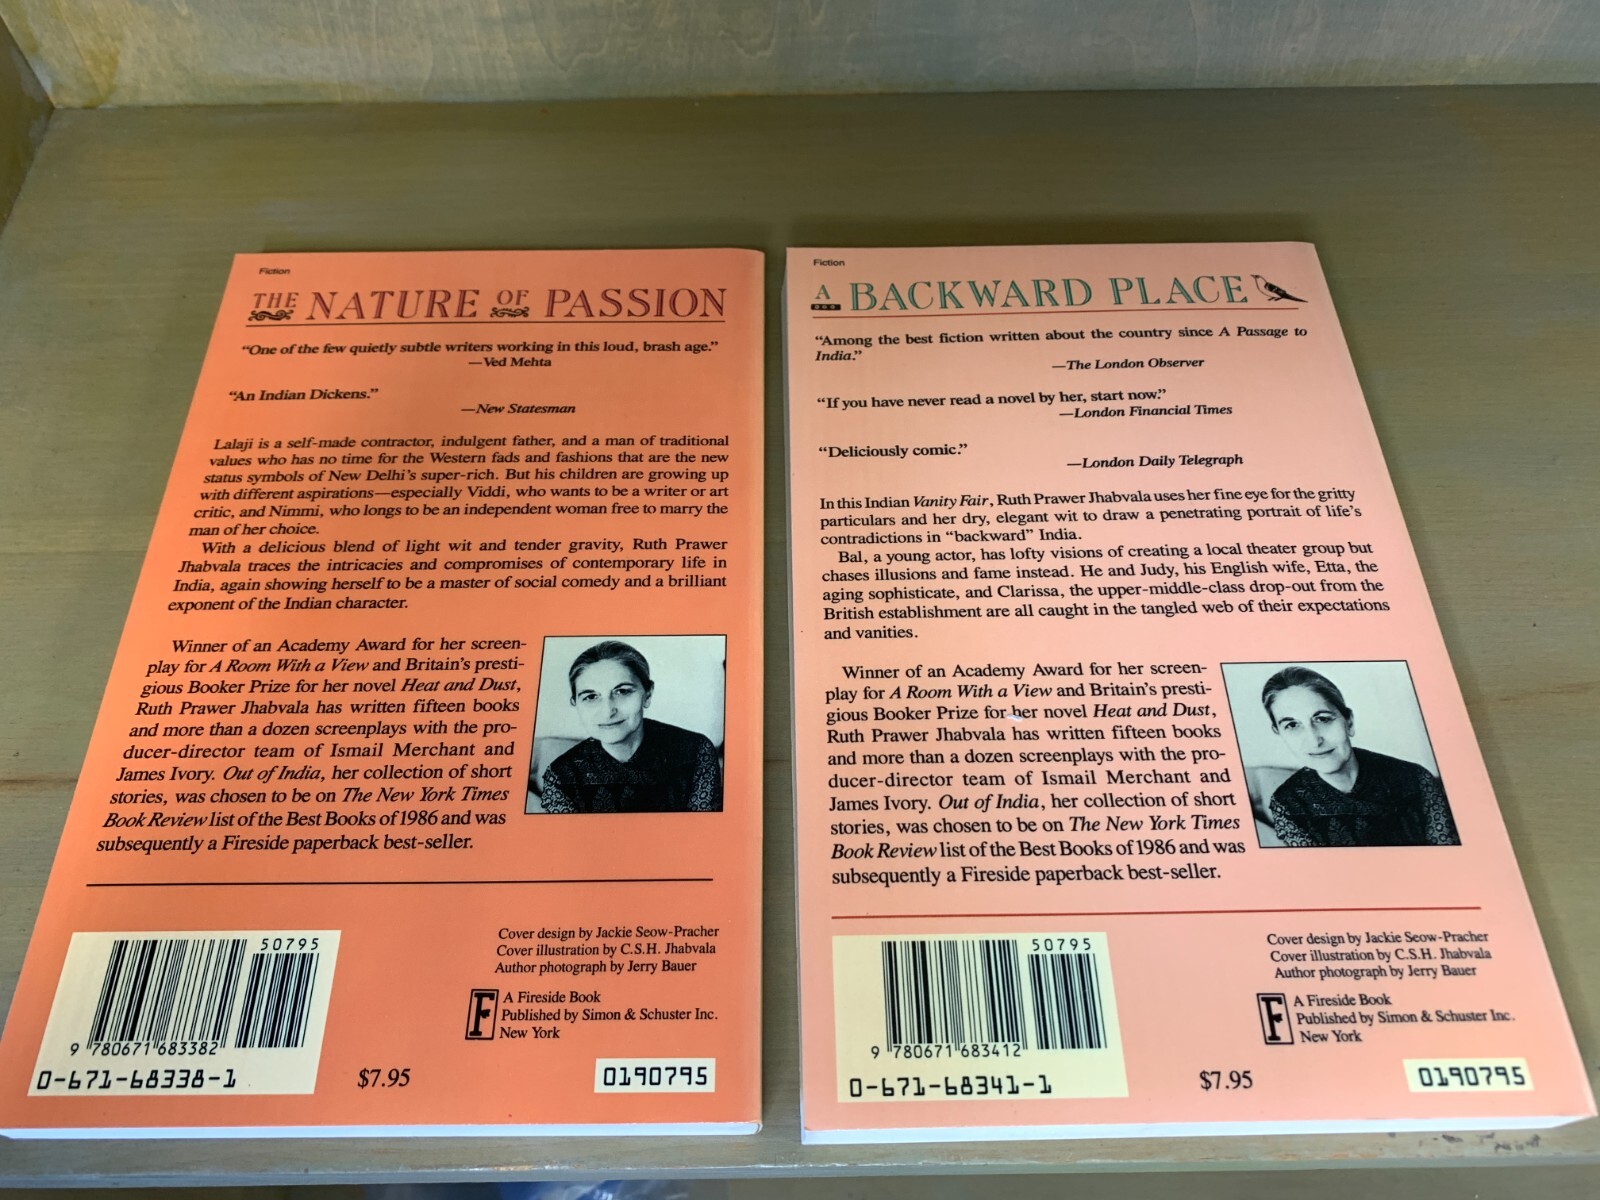 Fiction
THE NATURE OF PASSION
“One of the few quietly subtle writers working in this loud, brash age.”
—Ved Mehta
“An Indian Dickens.”
—New Statesman
Lalaji is a self-made contractor, indulgent father, and a man of traditional
values who has no time for the Western fads and fashions that are the new
status symbols of New Delhi’s super-rich. But his children are growing up
with different aspirations—especially Viddi, who wants to be a writer or art
critic, and Nimmi, who longs to be an independent woman free to marry the
man of her choice.
With a delicious blend of light wit and tender gravity, Ruth Prawer
Jhabvala traces the intricacies and compromises of contemporary life in
India, again showing herself to be a master of social comedy and a brilliant
exponent of the Indian character.
Winner of an Academy Award for her screen-
play for A Room With a View and Britain’s presti-
gious Booker Prize for her novel Heat and Dust,
Ruth Prawer Jhabvala has written fifteen books
and more than a dozen screenplays with the pro-
ducer-director team of Ismail Merchant and
James Ivory. Out of India, her collection of short
stories, was chosen to be on The New York Times
Book Review list of the Best Books of 1986 and was
subsequently a Fireside paperback best-seller.
50795
9 780671 683382
0-671-68338-1
Cover design by Jackie Seow-Pracher
Cover illustration by C.S.H. Jhabvala
Author photograph by Jerry Bauer
F
A Fireside Book
Published by Simon & Schuster Inc.
New York
$7.95
0190795
Fiction
A BACKWARD PLACE
“Among the best fiction written about the country since A Passage to
India.”
—The London Observer
“If you have never read a novel by her, start now.”
—London Financial Times
“Deliciously comic.”
—London Daily Telegraph
In this Indian Vanity Fair, Ruth Prawer Jhabvala uses her fine eye for the gritty
particulars and her dry, elegant wit to draw a penetrating portrait of life’s
contradictions in “backward” India.
Bal, a young actor, has lofty visions of creating a local theater group but
chases illusions and fame instead. He and Judy, his English wife, Etta, the
aging sophisticate, and Clarissa, the upper-middle-class drop-out from the
British establishment are all caught in the tangled web of their expectations
and vanities.
Winner of an Academy Award for her screen-
play for A Room With a View and Britain’s presti-
gious Booker Prize for her novel Heat and Dust,
Ruth Prawer Jhabvala has written fifteen books
and more than a dozen screenplays with the pro-
ducer-director team of Ismail Merchant and
James Ivory. Out of India, her collection of short
stories, was chosen to be on The New York Times
Book Review list of the Best Books of 1986 and was
subsequently a Fireside paperback best-seller.
50795
9 780671 683412
0-671-68341-1
Cover design by Jackie Seow-Pracher
Cover illustration by C.S.H. Jhabvala
Author photograph by Jerry Bauer
F
A Fireside Book
Published by Simon & Schuster Inc.
New York
$7.95
0190795